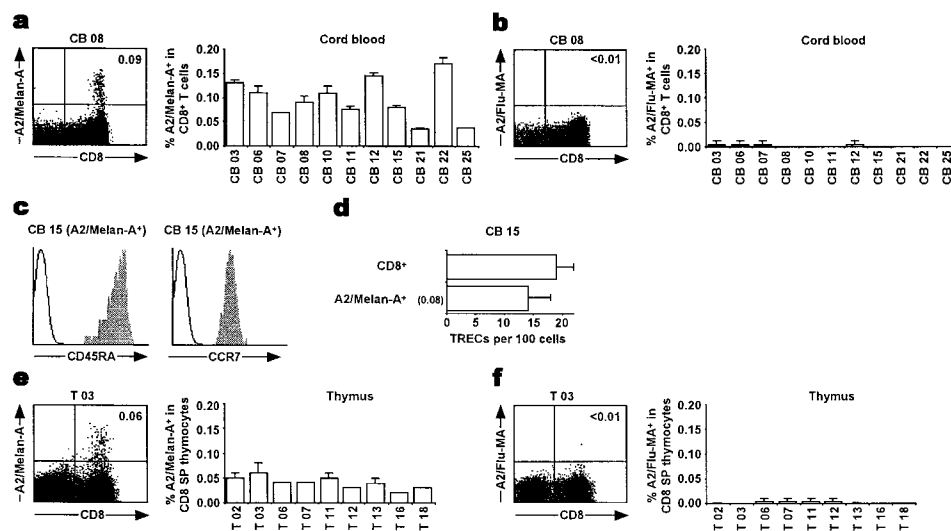 a
CB 08
0.09
A2/Melan-A
CD8
Cord blood
% A2/Melan-A+ in
CD8+ T cells
0.20
0.15
0.10
0.05
0.00
CB 03
CB 06
CB 07
CB 08
CB 10
CB 11
CB 12
CB 15
CB 21
CB 22
CB 25
b
CB 08
<0.01
A2/Flu-MA
CD8
Cord blood
% A2/Flu-MA+ in
CD8+ T cells
0.20
0.15
0.10
0.05
0.00
CB 03
CB 06
CB 07
CB 08
CB 10
CB 11
CB 12
CB 15
CB 21
CB 22
CB 25
c
CB 15 (A2/Melan-A+)
CD45RA
CB 15 (A2/Melan-A+)
CCR7
d
CB 15
CD8+
A2/Melan-A+ (0.08)
0 5 10 15 20
TRECs per 100 cells
e
T 03
0.06
A2/Melan-A
CD8
Thymus
% A2/Melan-A+ in
CD8 SP thymocytes
0.20
0.15
0.10
0.05
0.00
T 02
T 03
T 06
T 07
T 11
T 12
T 13
T 16
T 18
f
T 03
<0.01
A2/Flu-MA
CD8
Thymus
% A2/Flu-MA+ in
CD8 SP thymocytes
0.20
0.15
0.10
0.05
0.00
T 02
T 03
T 06
T 07
T 11
T 12
T 13
T 16
T 18